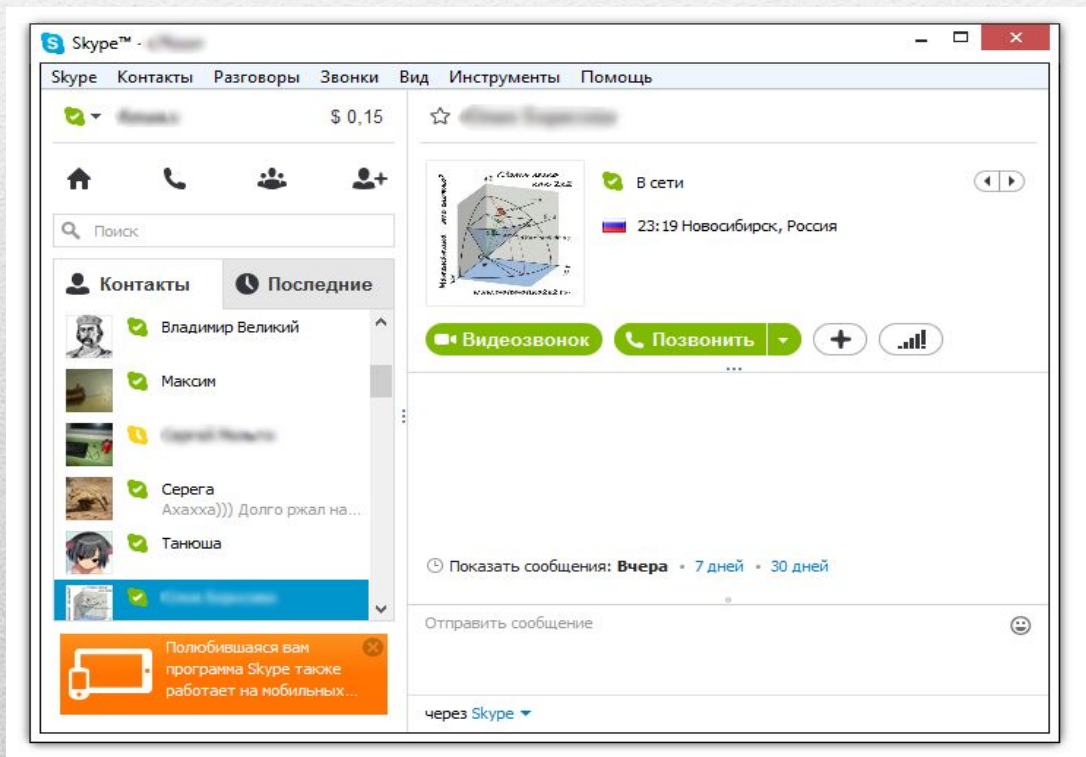 Skype™ -
Skype Контакты Разговоры Звонки Вид Инструменты Помощь
$ 0,15
Поиск
Контакты Последние
Владимир Великий
Максим
Серега
Ахахха))) Долго ржал на...
Танюша
Полюбившаяся вам
программа Skype также
работает на мобильных...
В сети
23:19 Новосибирск, Россия
Видеозвонок Позвонить
Показать сообщения: Вчера • 7 дней • 30 дней
Отправить сообщение
через Skype